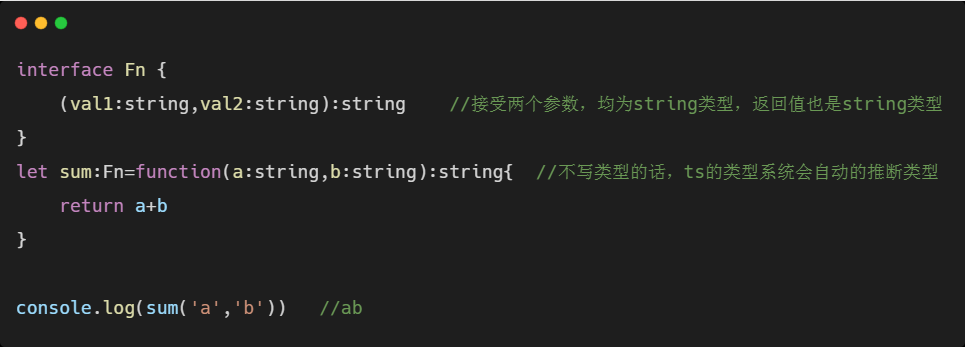 interface Fn {
    (val1:string,val2:string):string    //接受两个参数，均为string类型，返回值也是string类型
}
let sum:Fn=function(a:string,b:string):string{  //不写类型的话，ts的类型系统会自动的推断类型
    return a+b
}
console.log(sum('a','b'))   //ab